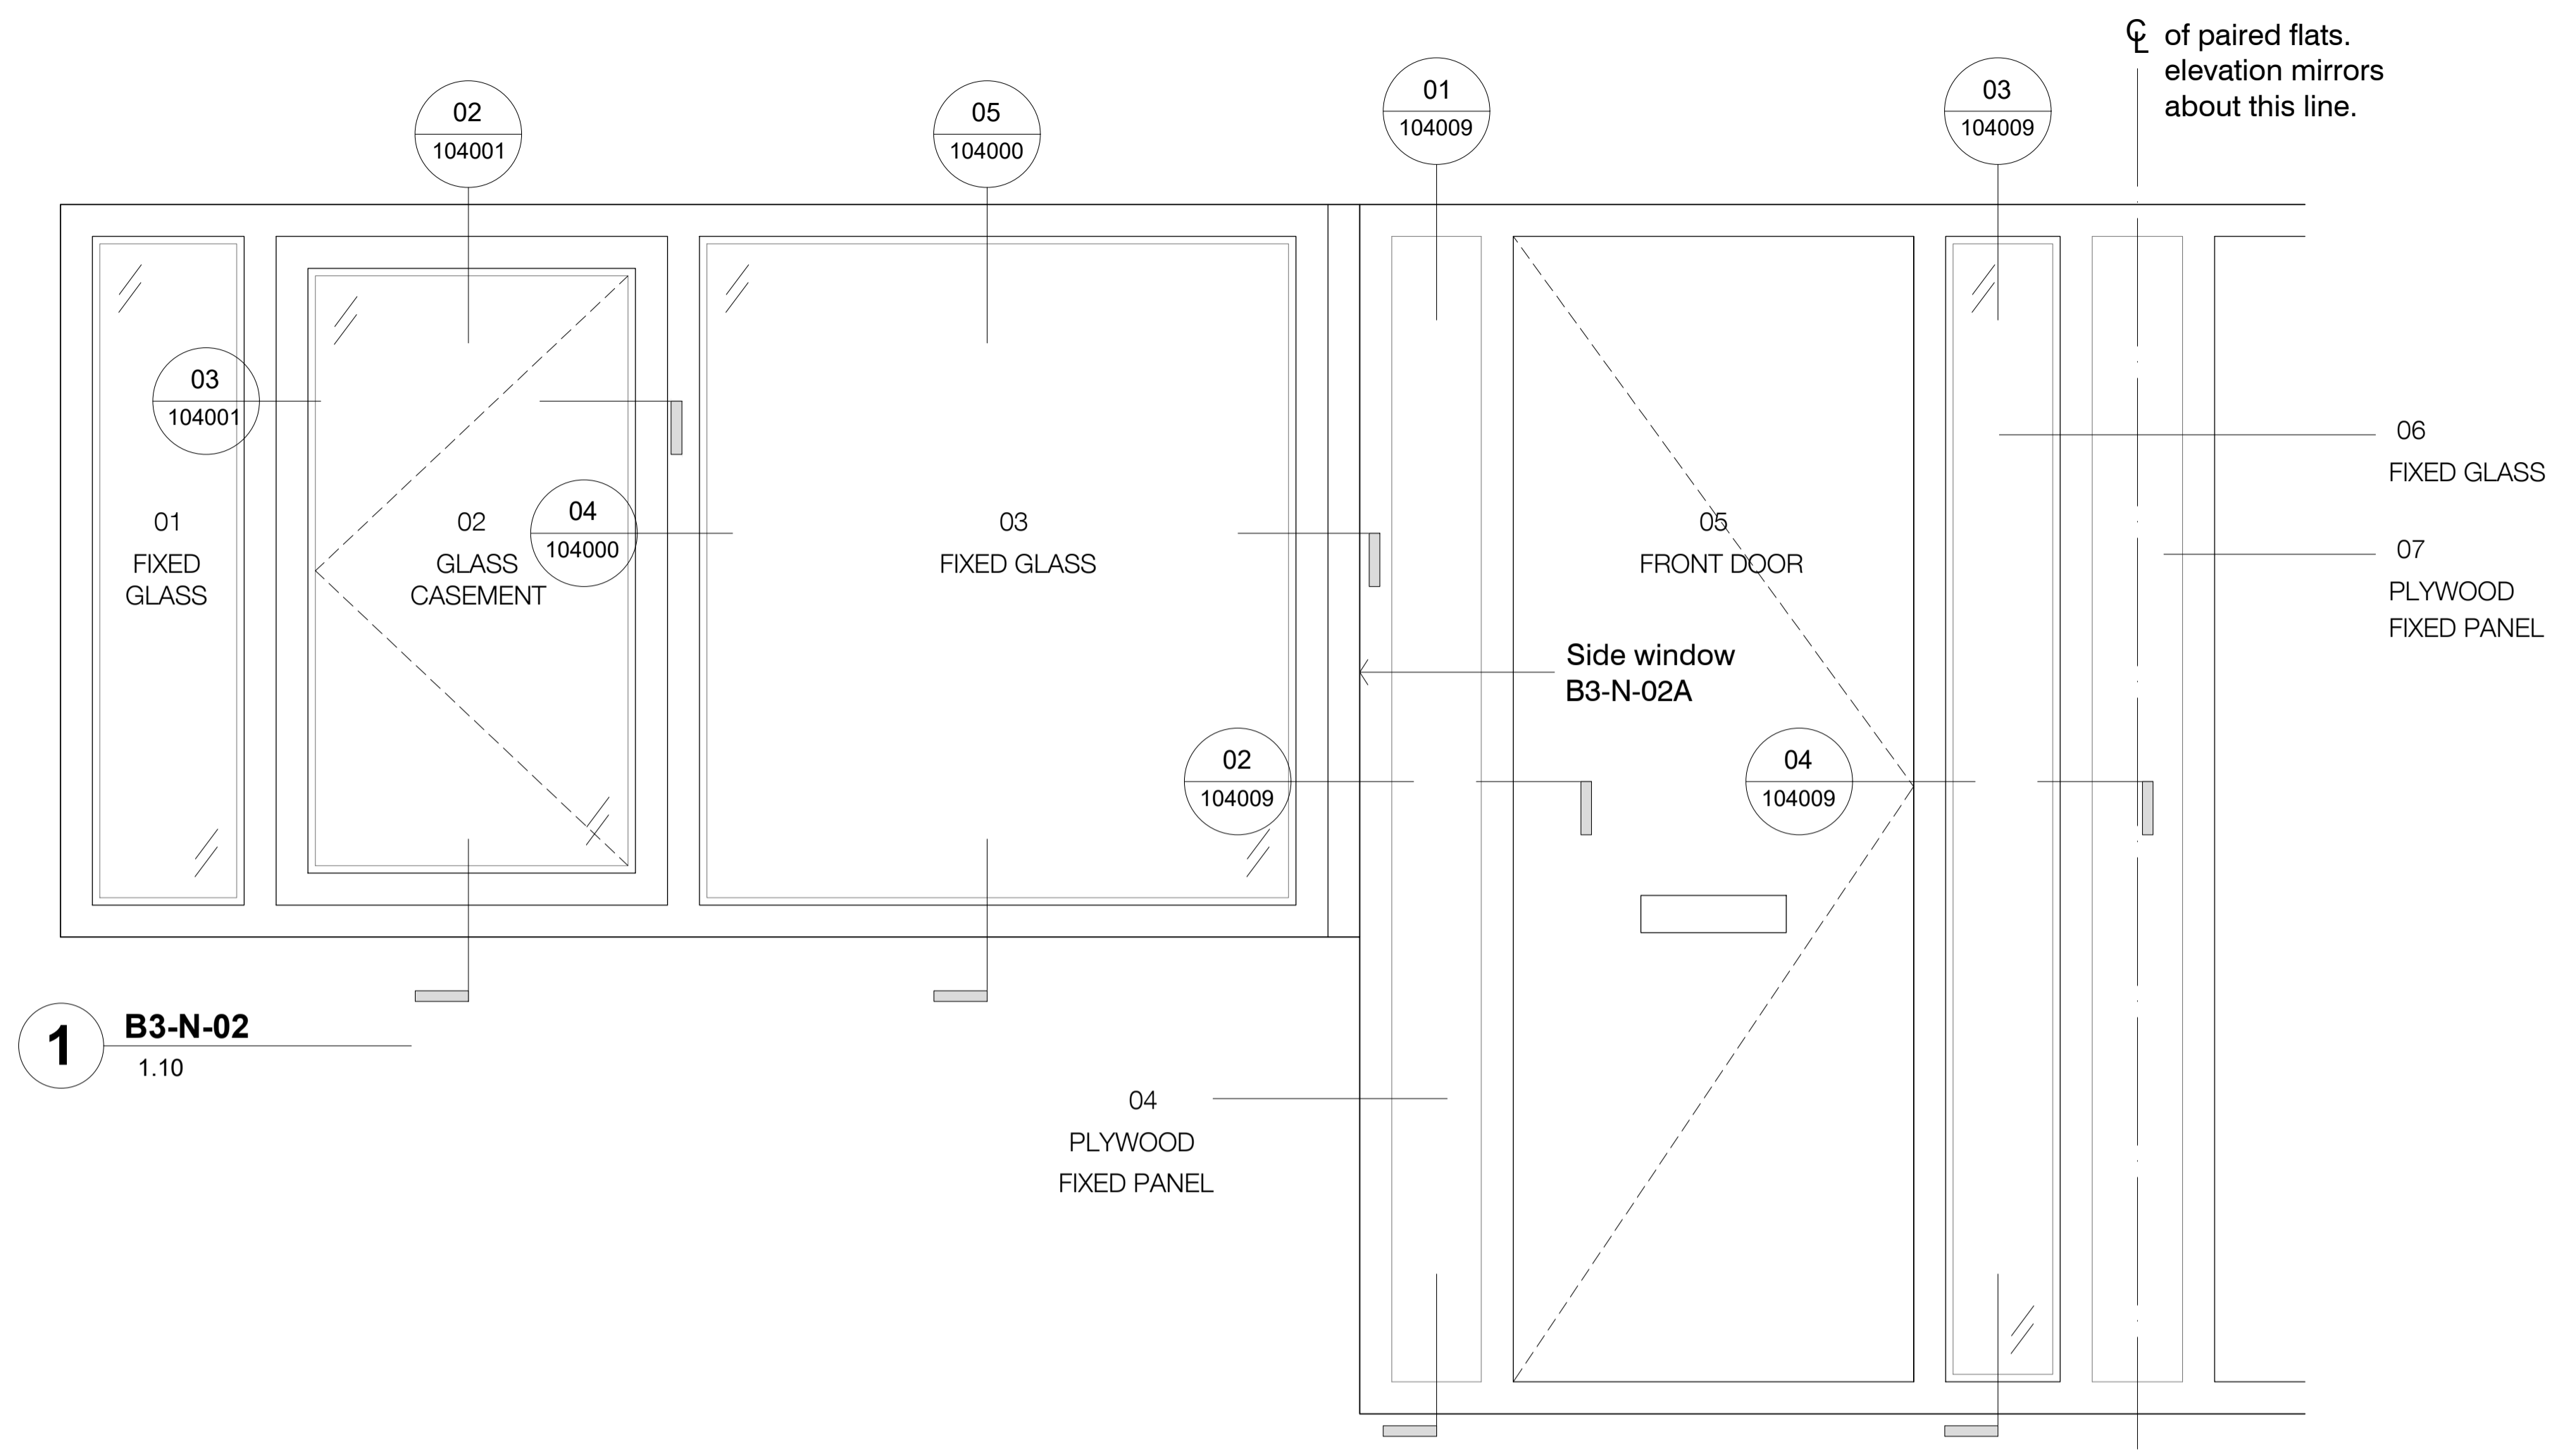 ℄ of paired flats.
elevation mirrors
about this line.
02
104001
05
104000
01
104009
03
104009
03
104001
04
104000
01
FIXED
GLASS
02
GLASS
CASEMENT
03
FIXED GLASS
05
FRONT DOOR
06
FIXED GLASS
07
PLYWOOD
FIXED PANEL
Side window
B3-N-02A
02
104009
04
104009
1
B3-N-02
1.10
04
PLYWOOD
FIXED PANEL